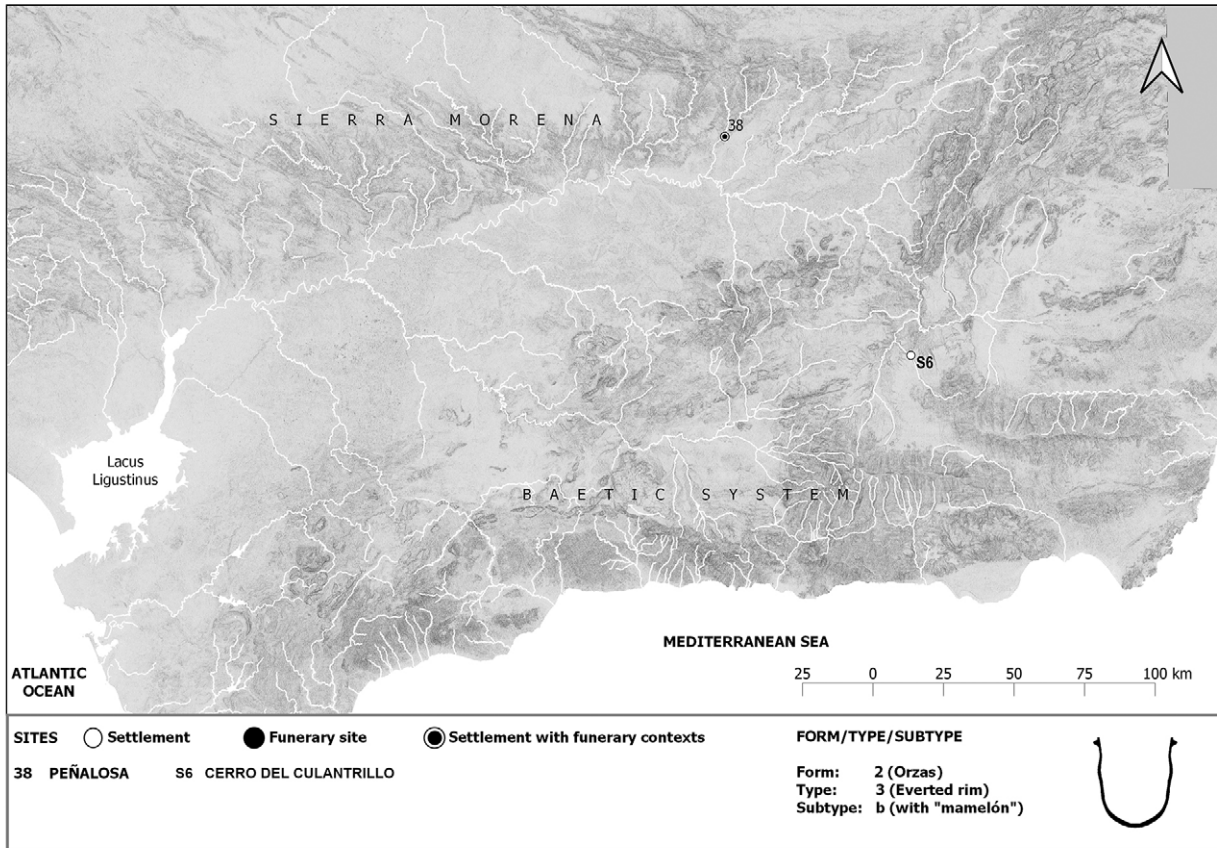 SIERRA MORENA
38
S6
Lacus
Ligustinus
BAETIC SYSTEM
MEDITERRANEAN SEA
ATLANTIC
OCEAN
25 0 25 50 75 100 km
SITES Settlement Funerary site Settlement with funerary contexts
38 PEÑALOSA S6 CERRO DEL CULANTRILLO
FORM/TYPE/SUBTYPE
Form: 2 (Orzas)
Type: 3 (Everted rim)
Subtype: b (with "mamelón")